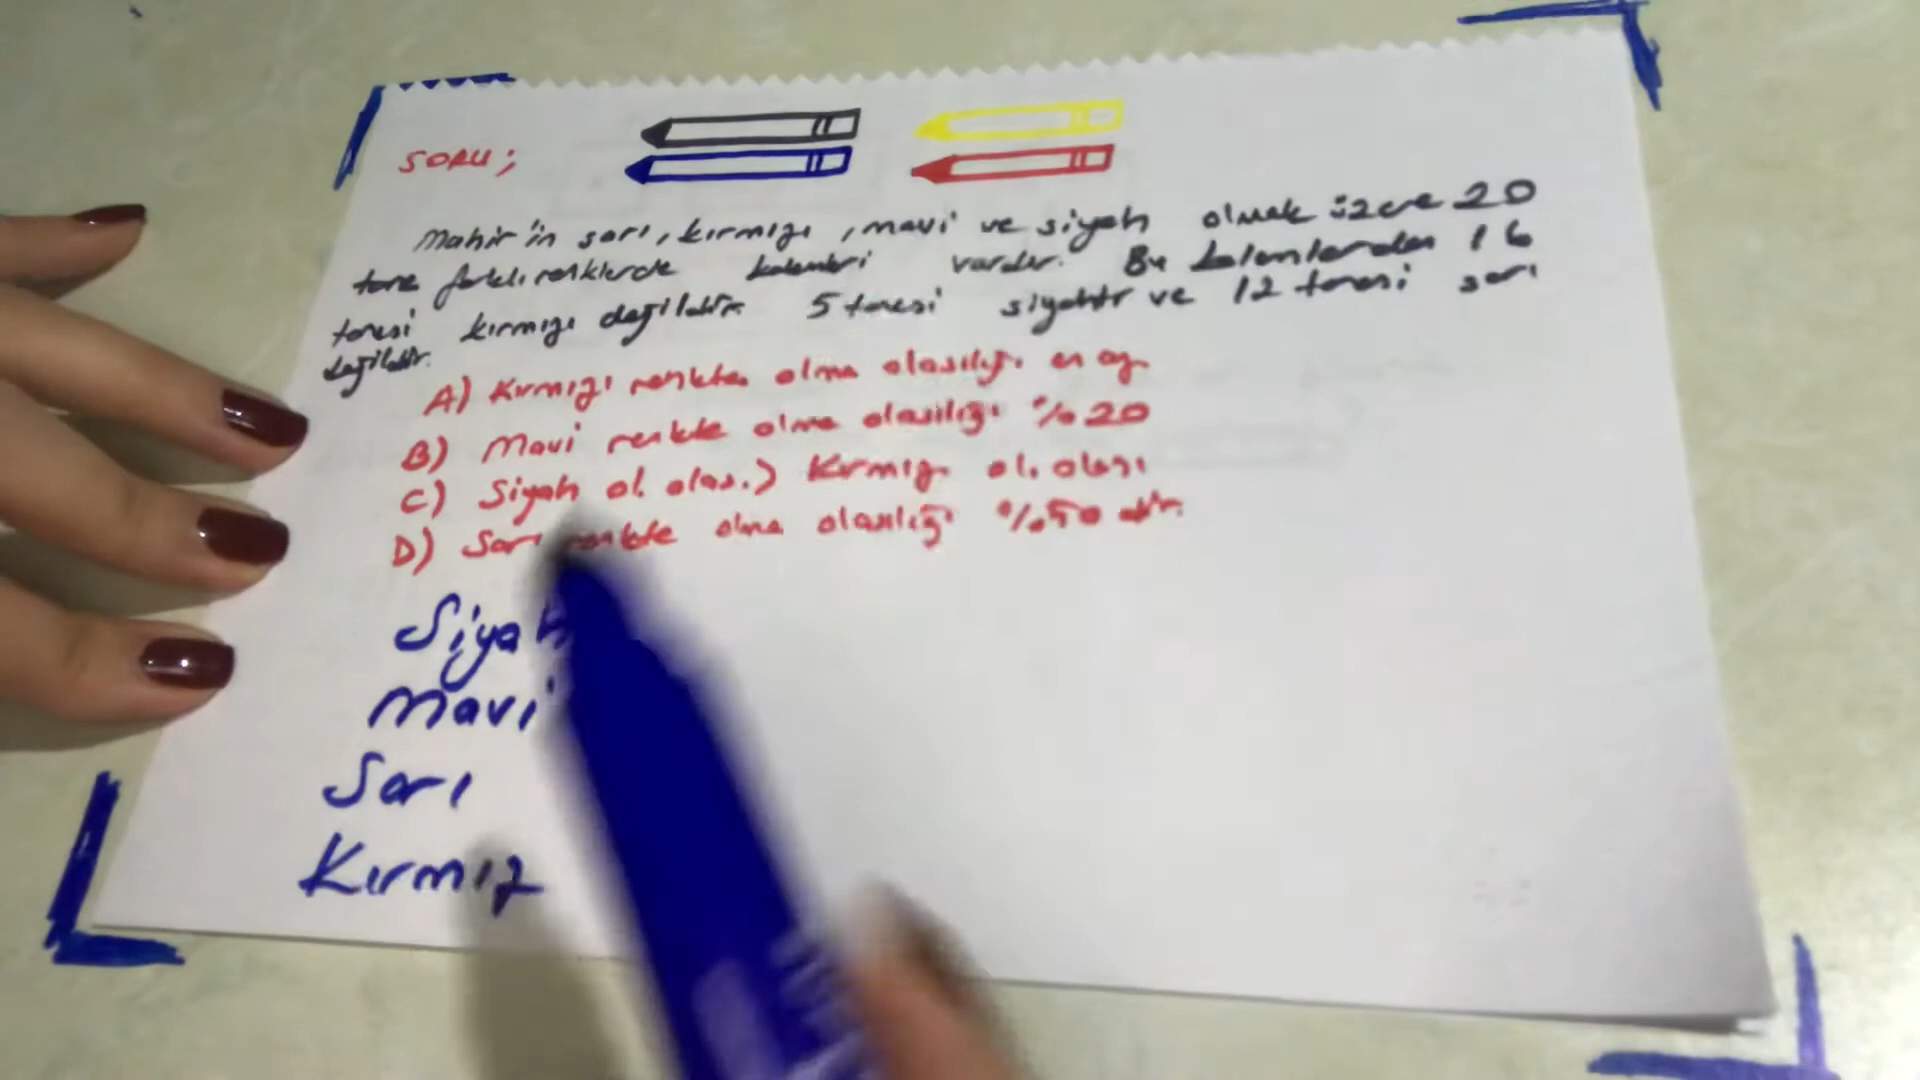 SORU;
Mahir'in sarı, kırmızı, mavi ve siyah olmak üzere 20
tane farklı renklerde kalemleri vardır. Bu kalemlerden 16
tanesi kırmızı değildir. 5 tanesi siyahtır ve 12 tanesi sarı
değildir.
A) Kırmızı renkte olma olasılığı en az.
B) Mavi renkte olma olasılığı %20
C) Siyah ol. olas.) Kırmızı ol. olası
D) Sarı renkte olma olasılığı
Siyah
Mavi
Sarı
Kırmız